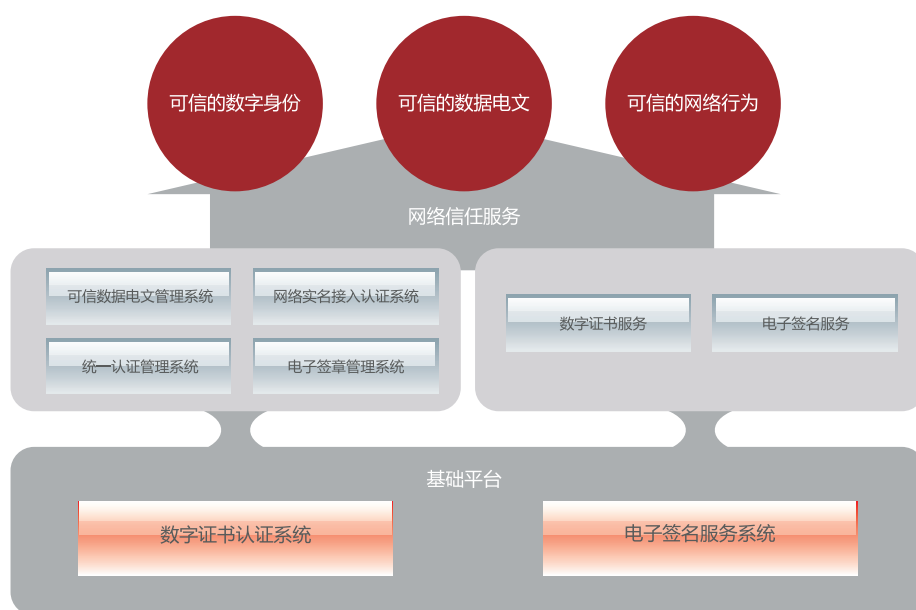 可信的数字身份
可信的数据电文
可信的网络行为
网络信任服务
可信数据电文管理系统
网络实名接入认证系统
统一认证管理系统
电子签章管理系统
数字证书服务
电子签名服务
基础平台
数字证书认证系统
电子签名服务系统